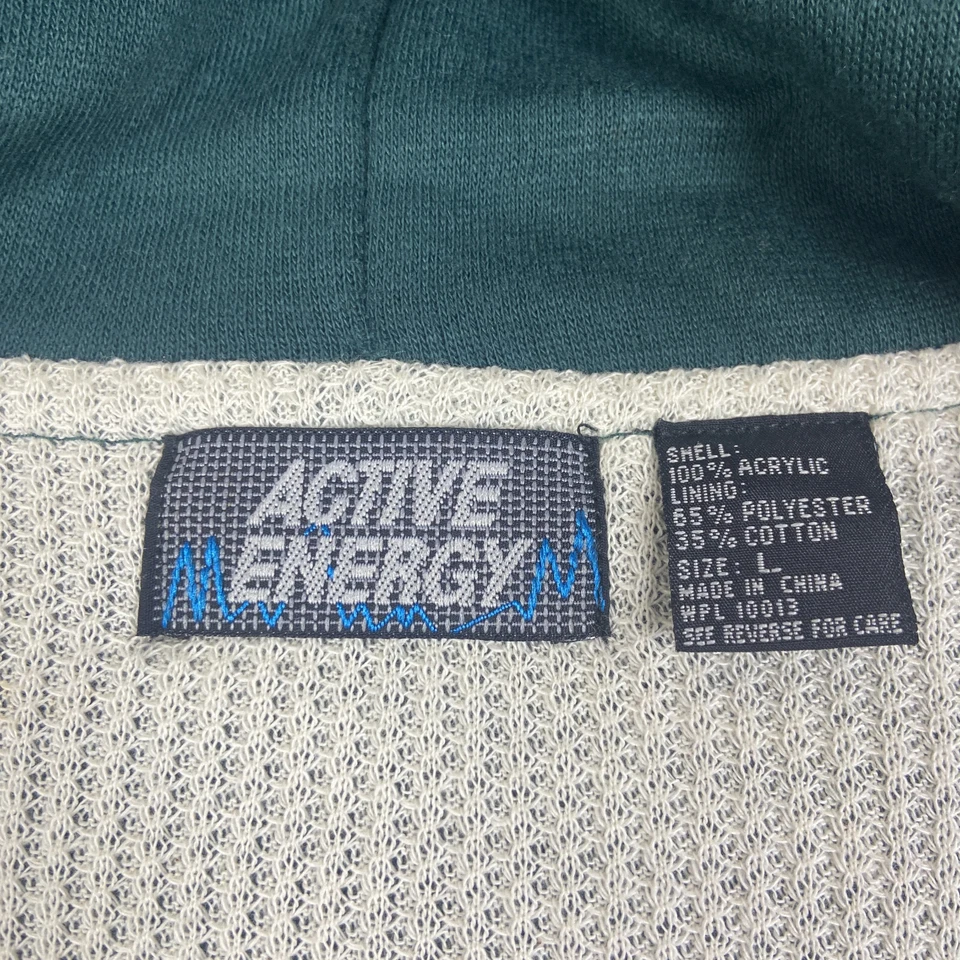 ACTIVE
ENERGY
SHELL:
100% ACRYLIC
LINING:
65% POLYESTER
35% COTTON
SIZE: L
MADE IN CHINA
WPL 10013
SEE REVERSE FOR CARE